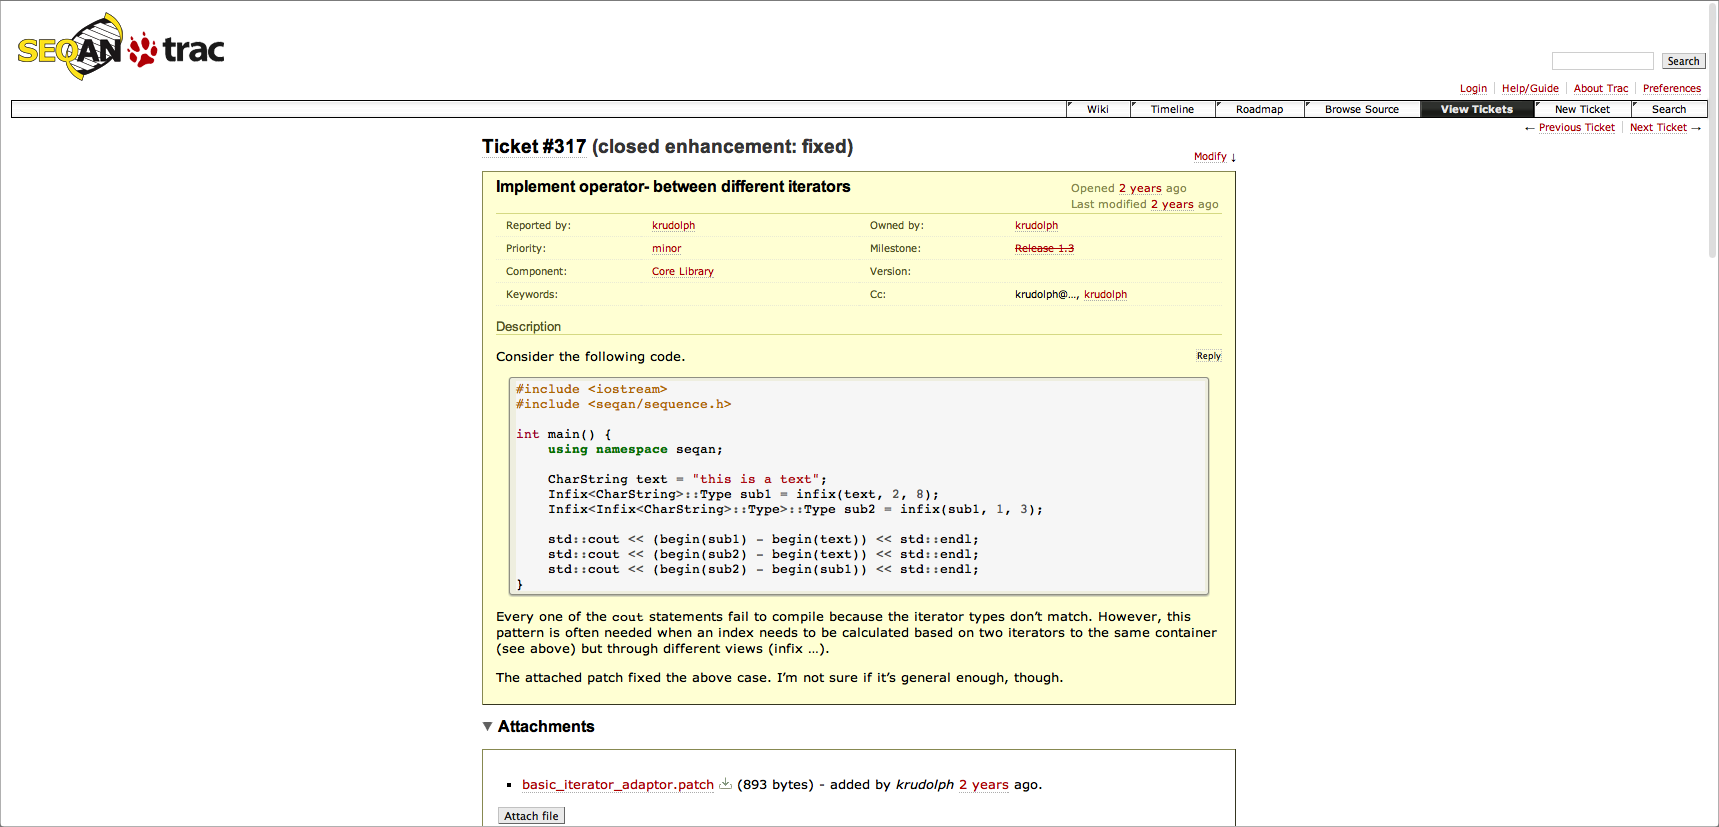 SEQAN trac
Search
Login Help/Guide About Trac Preferences
Wiki Timeline Roadmap Browse Source View Tickets New Ticket Search
← Previous Ticket Next Ticket →
Ticket #317 (closed enhancement: fixed)
Modify ↓
Implement operator- between different iterators
Opened 2 years ago
Last modified 2 years ago
Reported by: krudolph Owned by: krudolph
Priority: minor Milestone: Release 1.3
Component: Core Library Version:
Keywords: Cc: krudolph@…, krudolph
Description
Consider the following code.
Reply
#include <iostream>
#include <seqan/sequence.h>
int main() {
    using namespace seqan;
    CharString text = "this is a text";
    Infix<CharString>::Type sub1 = infix(text, 2, 8);
    Infix<Infix<CharString>::Type>::Type sub2 = infix(sub1, 1, 3);
    std::cout << (begin(sub1) - begin(text)) << std::endl;
    std::cout << (begin(sub2) - begin(text)) << std::endl;
    std::cout << (begin(sub2) - begin(sub1)) << std::endl;
}
Every one of the cout statements fail to compile because the iterator types don’t match. However, this
pattern is often needed when an index needs to be calculated based on two iterators to the same container
(see above) but through different views (infix …).
The attached patch fixed the above case. I’m not sure if it’s general enough, though.
▼ Attachments
▪ basic_iterator_adaptor.patch (893 bytes) - added by krudolph 2 years ago.
Attach file